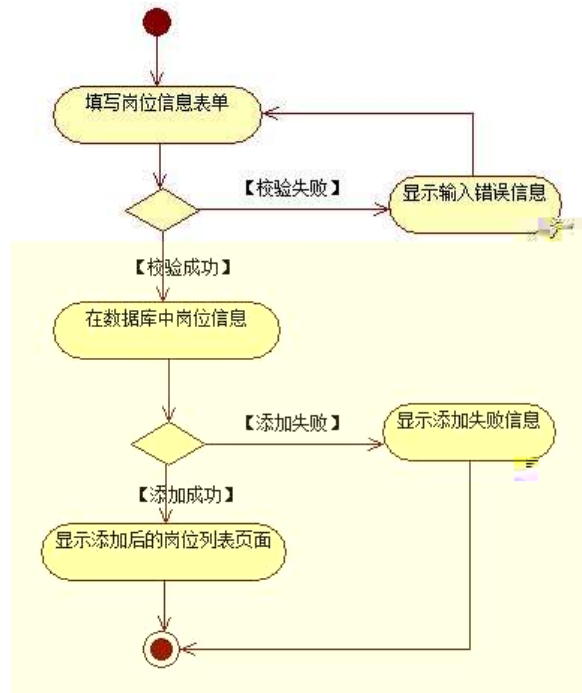 填写岗位信息表单
【校验失败】
显示输入错误信息
【校验成功】
在数据库中岗位信息
【添加失败】
显示添加失败信息
【添加成功】
显示添加后的岗位列表页面